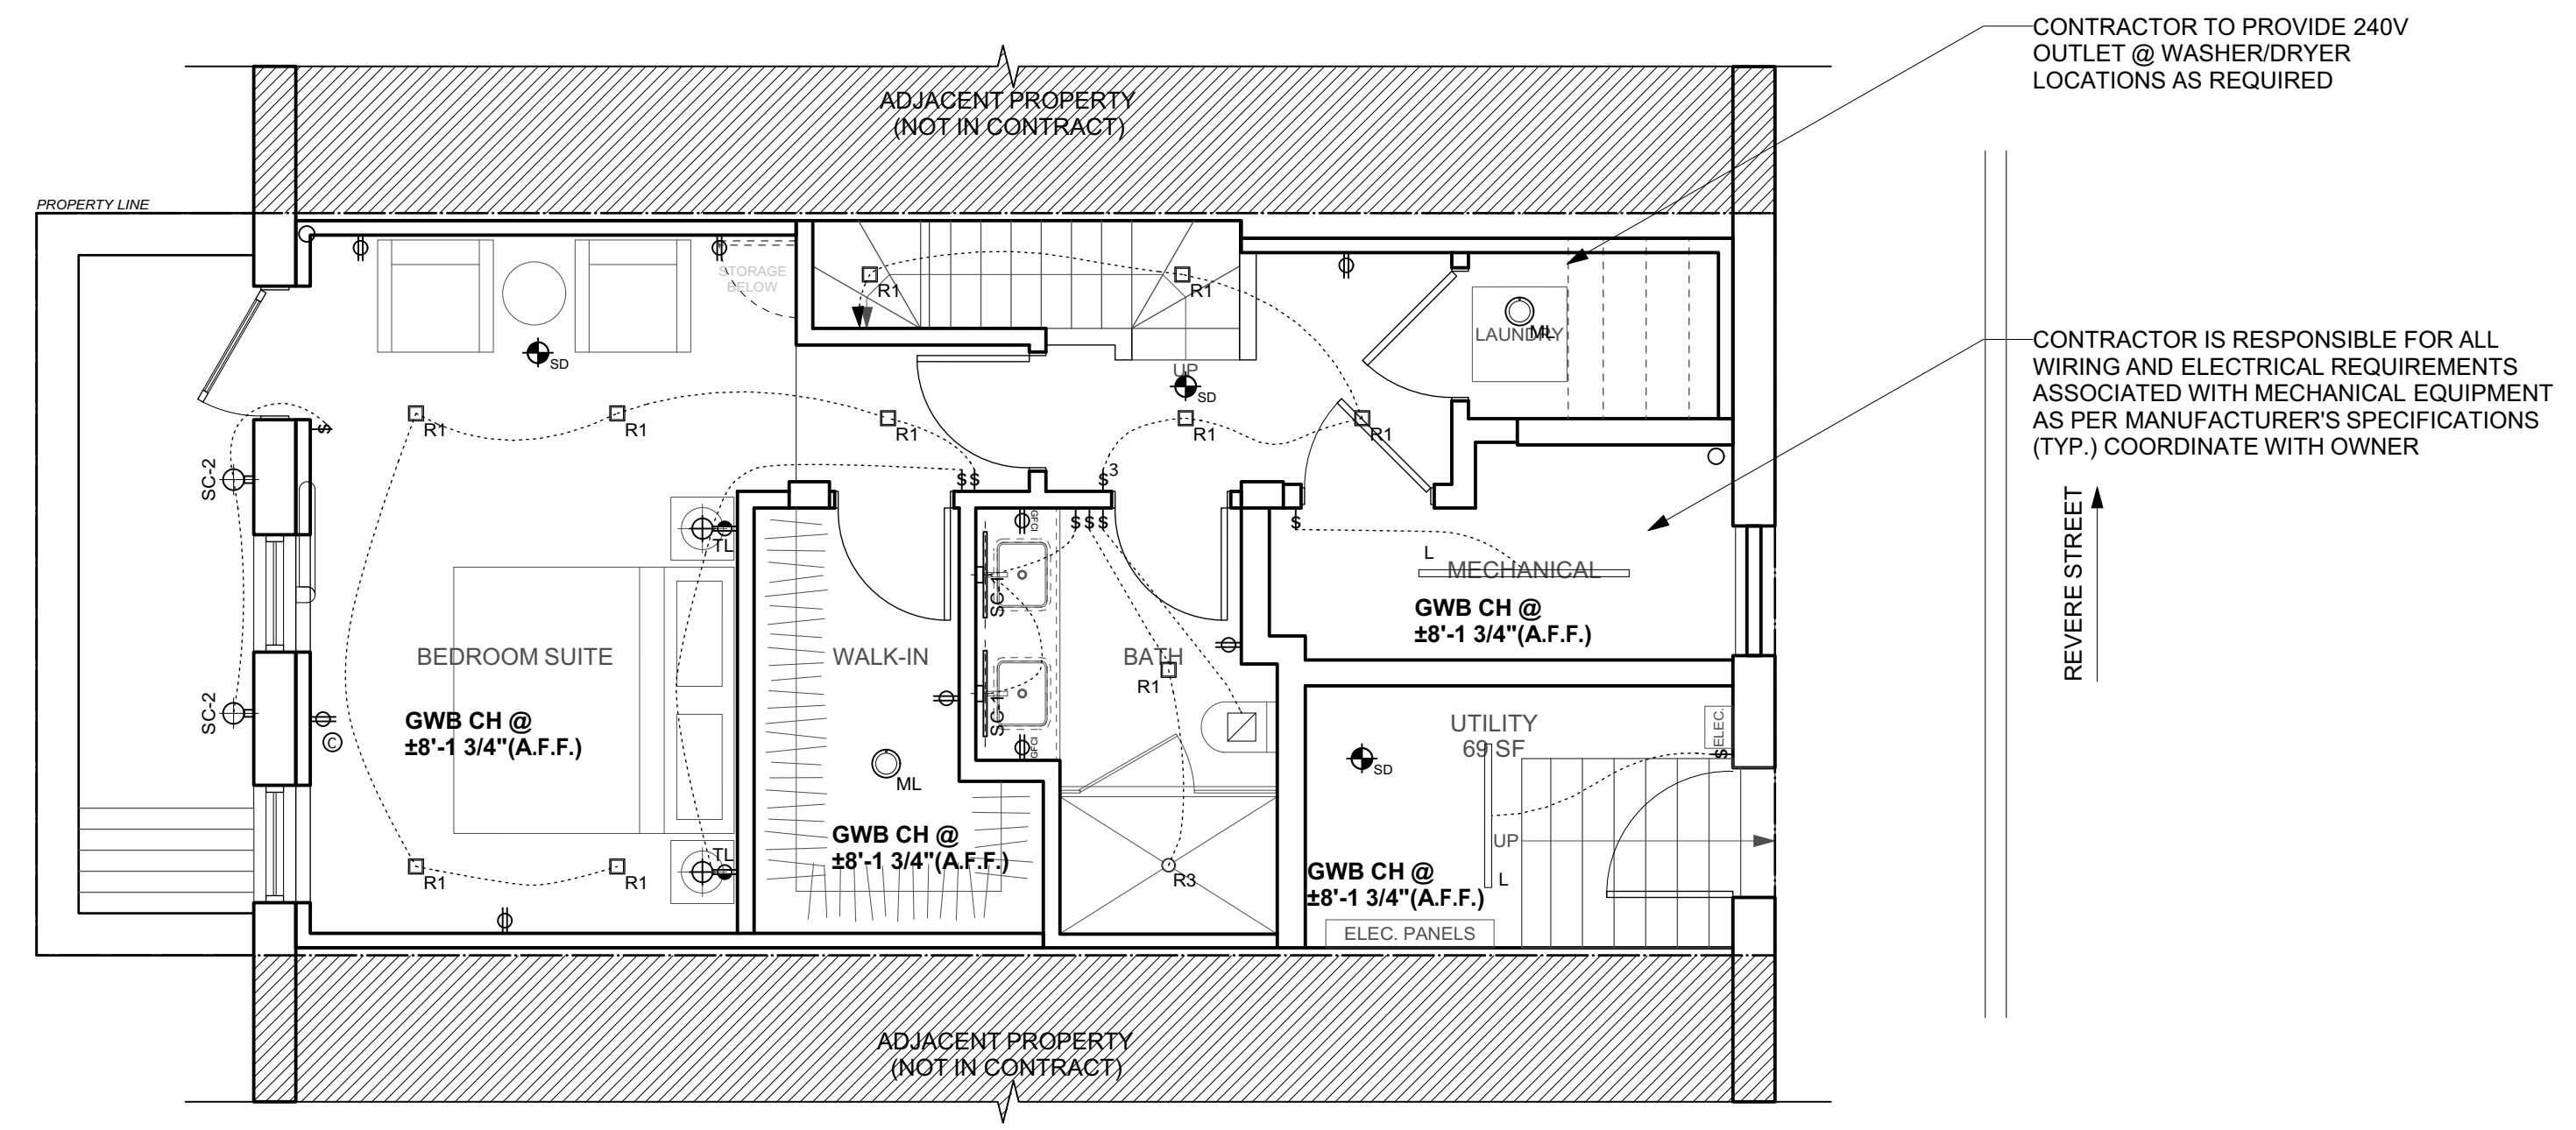 CONTRACTOR TO PROVIDE 240V
OUTLET @ WASHER/DRYER
LOCATIONS AS REQUIRED
ADJACENT PROPERTY
(NOT IN CONTRACT)
PROPERTY LINE
STORAGE
BELOW
R1
R1
ML
LAUNDRY
CONTRACTOR IS RESPONSIBLE FOR ALL
WIRING AND ELECTRICAL REQUIREMENTS
ASSOCIATED WITH MECHANICAL EQUIPMENT
AS PER MANUFACTURER'S SPECIFICATIONS
(TYP.) COORDINATE WITH OWNER
SD
UP
SD
R1
R1
R1
R1
R1
$
SC-2
$$
$3
GFCI
$$$
$
TL
L
MECHANICAL
REVERE STREET
SC-1
GWB CH @
±8'-1 3/4"(A.F.F.)
BEDROOM SUITE
WALK-IN
BATH
R1
SC-2
SC-1
GWB CH @
±8'-1 3/4"(A.F.F.)
C
GFCI
UTILITY
69 SF
ELEC.
$
SD
ML
GWB CH @
±8'-1 3/4"(A.F.F.)
UP
TL
R1
R1
R3
GWB CH @
±8'-1 3/4"(A.F.F.)
L
ELEC. PANELS
ADJACENT PROPERTY
(NOT IN CONTRACT)